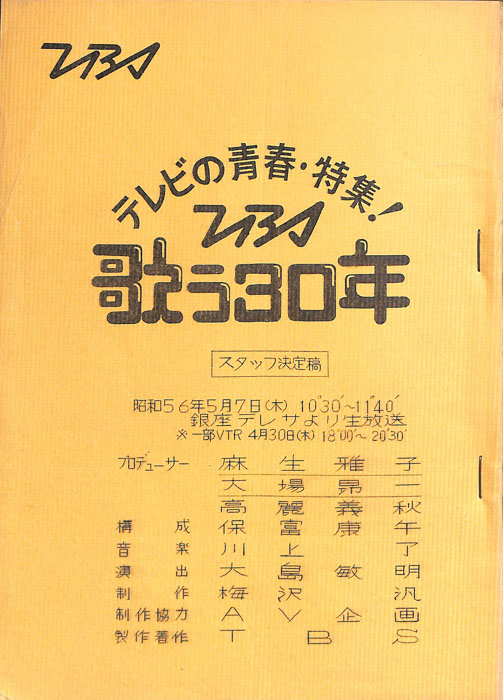 TBS
テレビの青春・特集!
TBS
歌う30年
スタッフ決定稿
昭和56年5月7日(木) 10°30′~11°40′
銀座テレサより生放送
※一部VTR 4月30日(木) 18°00′~20°30′
プロデューサー 麻生雅子
大場昻一
高麗義秋
構成 保冨康午
音楽 川上了
演出 大島敏明
制作 梅沢汎
制作協力 AV企画
製作著作 TBS